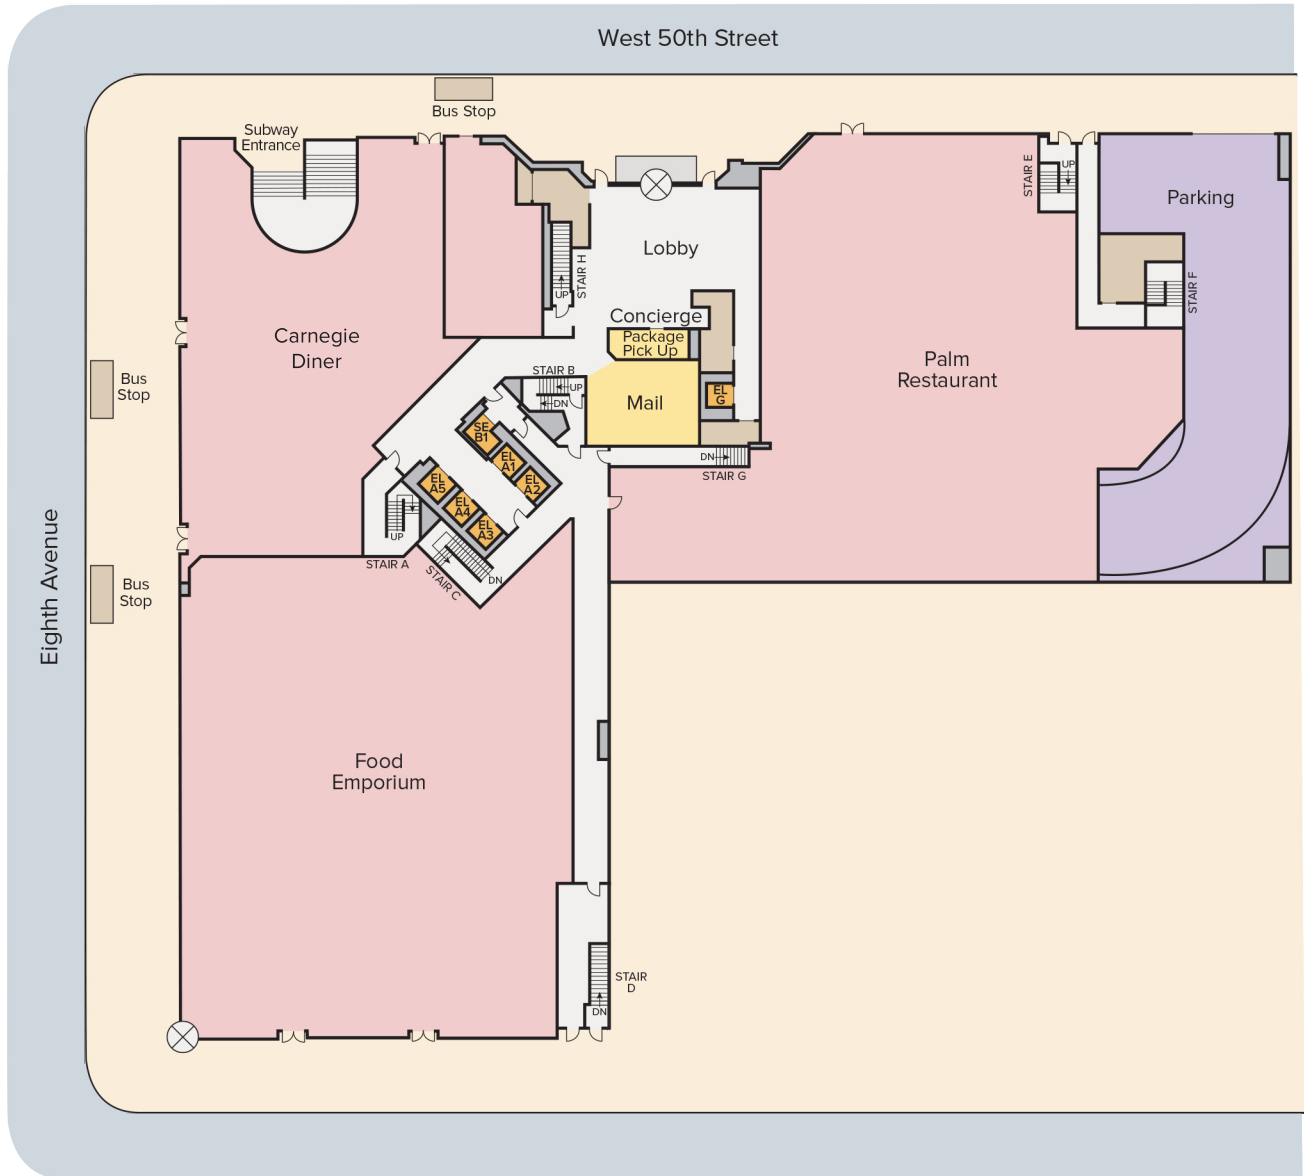 West 50th Street
Bus Stop
Subway
Entrance
STAIR E
UP
Parking
Lobby
STAIR H
UP
STAIR F
Concierge
Package
Pick Up
Carnegie
Diner
Palm
Restaurant
Bus
Stop
STAIR B
UP
DN
EL
G
Mail
SE
B1
EL
A1
EL
A2
EL
A5
EL
A4
EL
A3
DN
STAIR G
UP
STAIR A
STAIR C
DN
Bus
Stop
Eighth Avenue
Food
Emporium
STAIR
D
DN